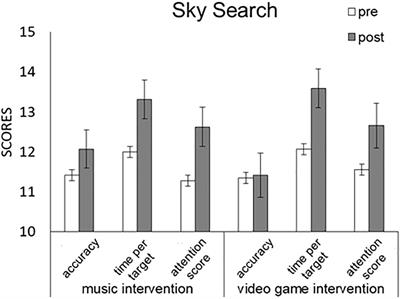 Sky Search
pre
post
SCORES
15
14
13
12
11
10
accuracy
time per
target
attention
score
accuracy
time per
target
attention
score
music intervention
video game intervention